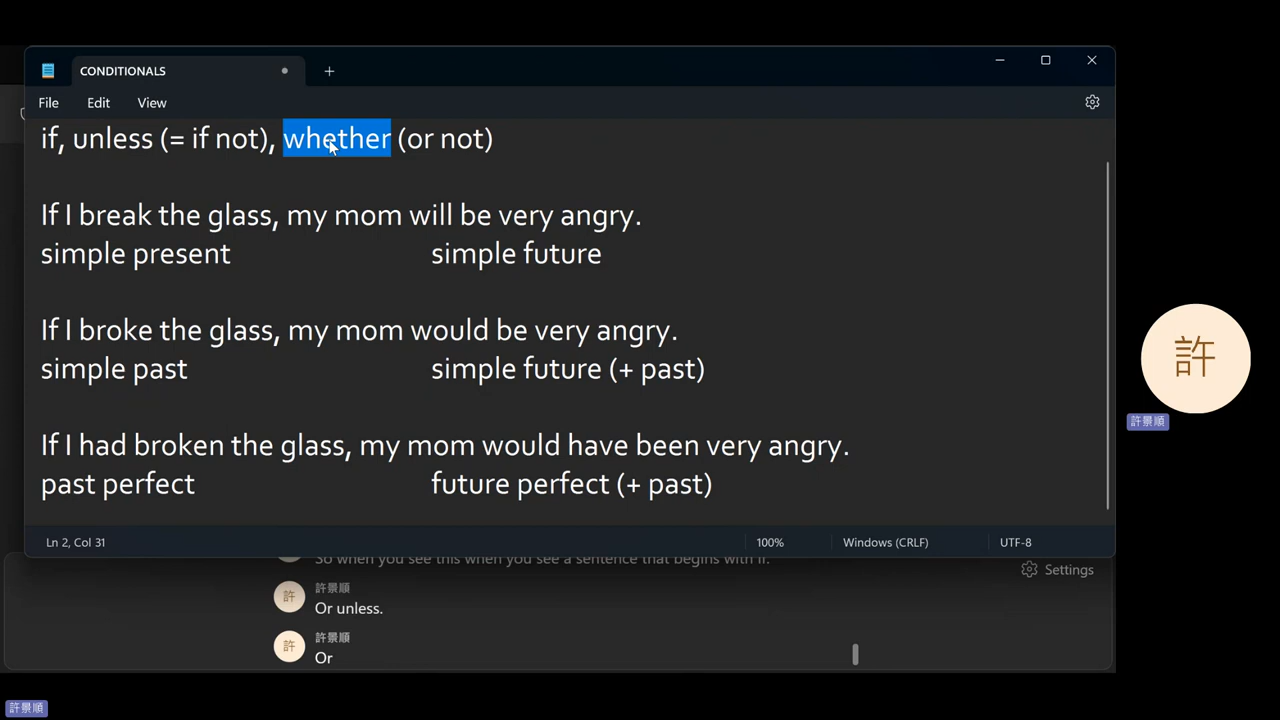 CONDITIONALS
File Edit View
if, unless (= if not), whether (or not)
If I break the glass, my mom will be very angry.
simple present simple future
If I broke the glass, my mom would be very angry.
simple past simple future (+ past)
If I had broken the glass, my mom would have been very angry.
past perfect future perfect (+ past)
Ln 2, Col 31 100% Windows (CRLF) UTF-8
So when you see this when you see a sentence that begins with if.
Settings
許 許景順
Or unless.
許 許景順
Or
許
許景順
許景順